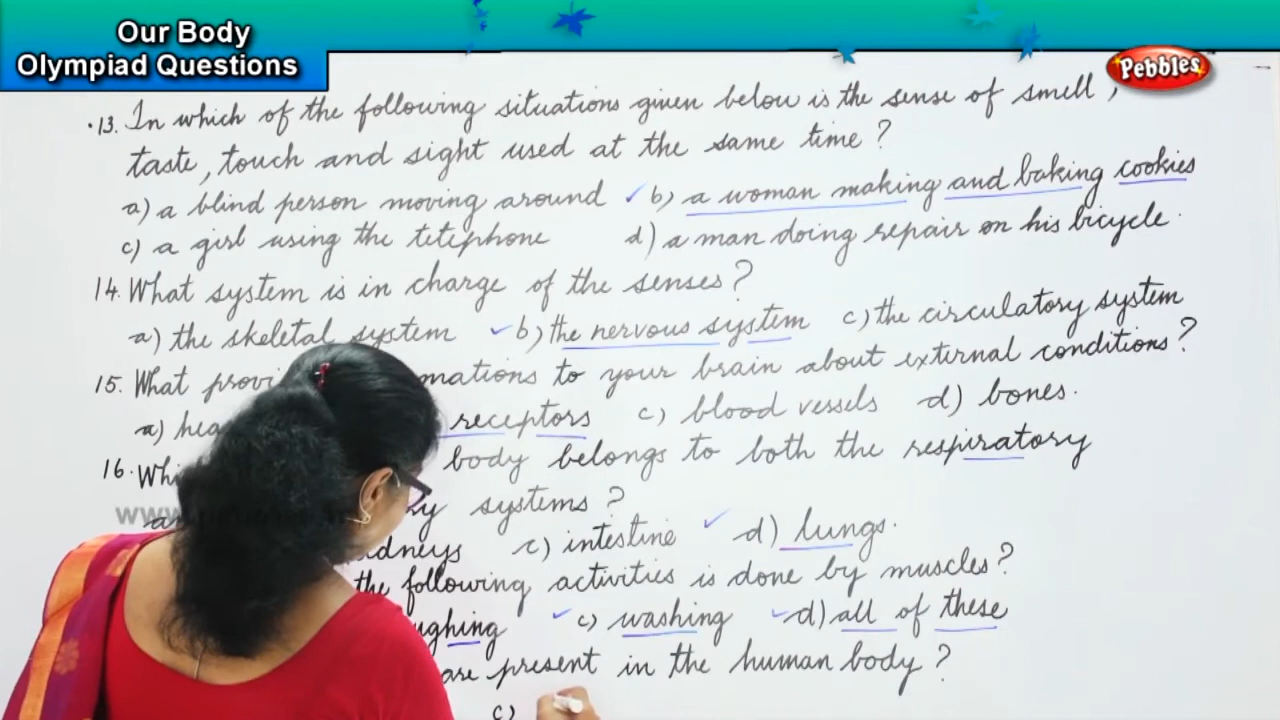 Our Body
Olympiad Questions
Pebbles
13. In which of the following situations given below is the sense of smell,
taste, touch and sight used at the same time?
a) a blind person moving around ✓ b) a woman making and baking cookies
c) a girl using the telephone d) a man doing repair on his bicycle.
14. What system is in charge of the senses?
a) the skeletal system ✓ b) the nervous system c) the circulatory system
15. What to your brain about external conditions?
a) receptors c) blood vessels d) bones.
16. body belongs to both the respiratory
systems?
c) intestine ✓ d) lungs.
the following activities is done by muscles?
✓ c) washing ✓ d) all of these
are present in the human body?
c)